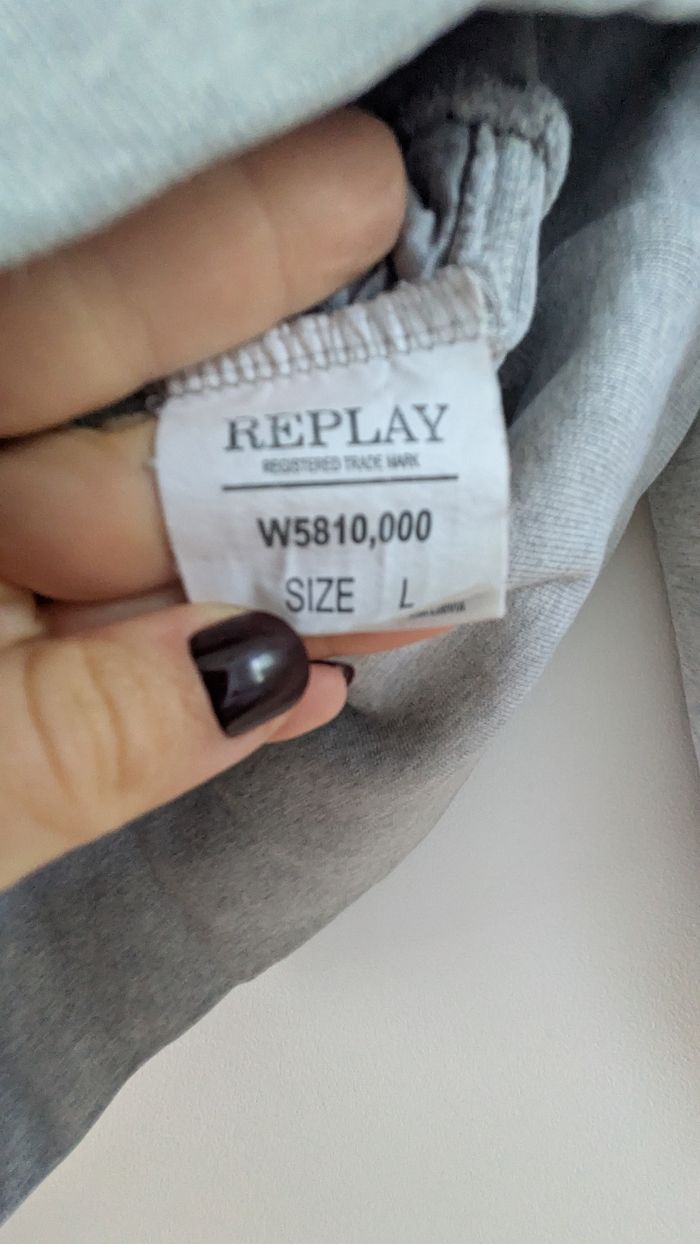 REPLAY
REGISTERED TRADE MARK
W5810,000
SIZE L